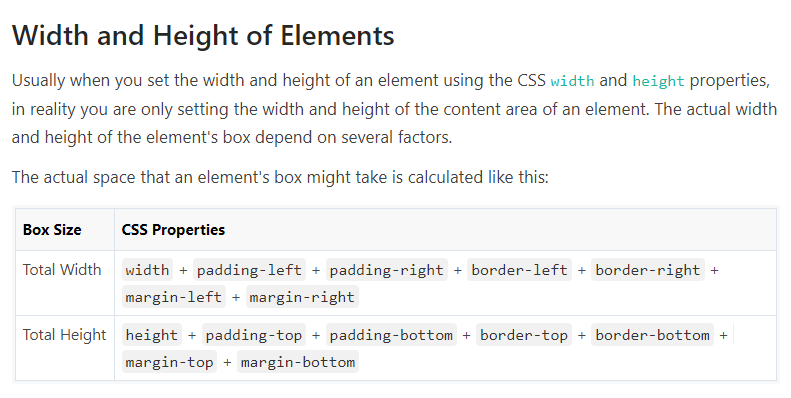 Width and Height of Elements
Usually when you set the width and height of an element using the CSS width and height properties,
in reality you are only setting the width and height of the content area of an element. The actual width
and height of the element's box depend on several factors.
The actual space that an element's box might take is calculated like this:
Box Size CSS Properties
Total Width width + padding-left + padding-right + border-left + border-right +
margin-left + margin-right
Total Height height + padding-top + padding-bottom + border-top + border-bottom +
margin-top + margin-bottom